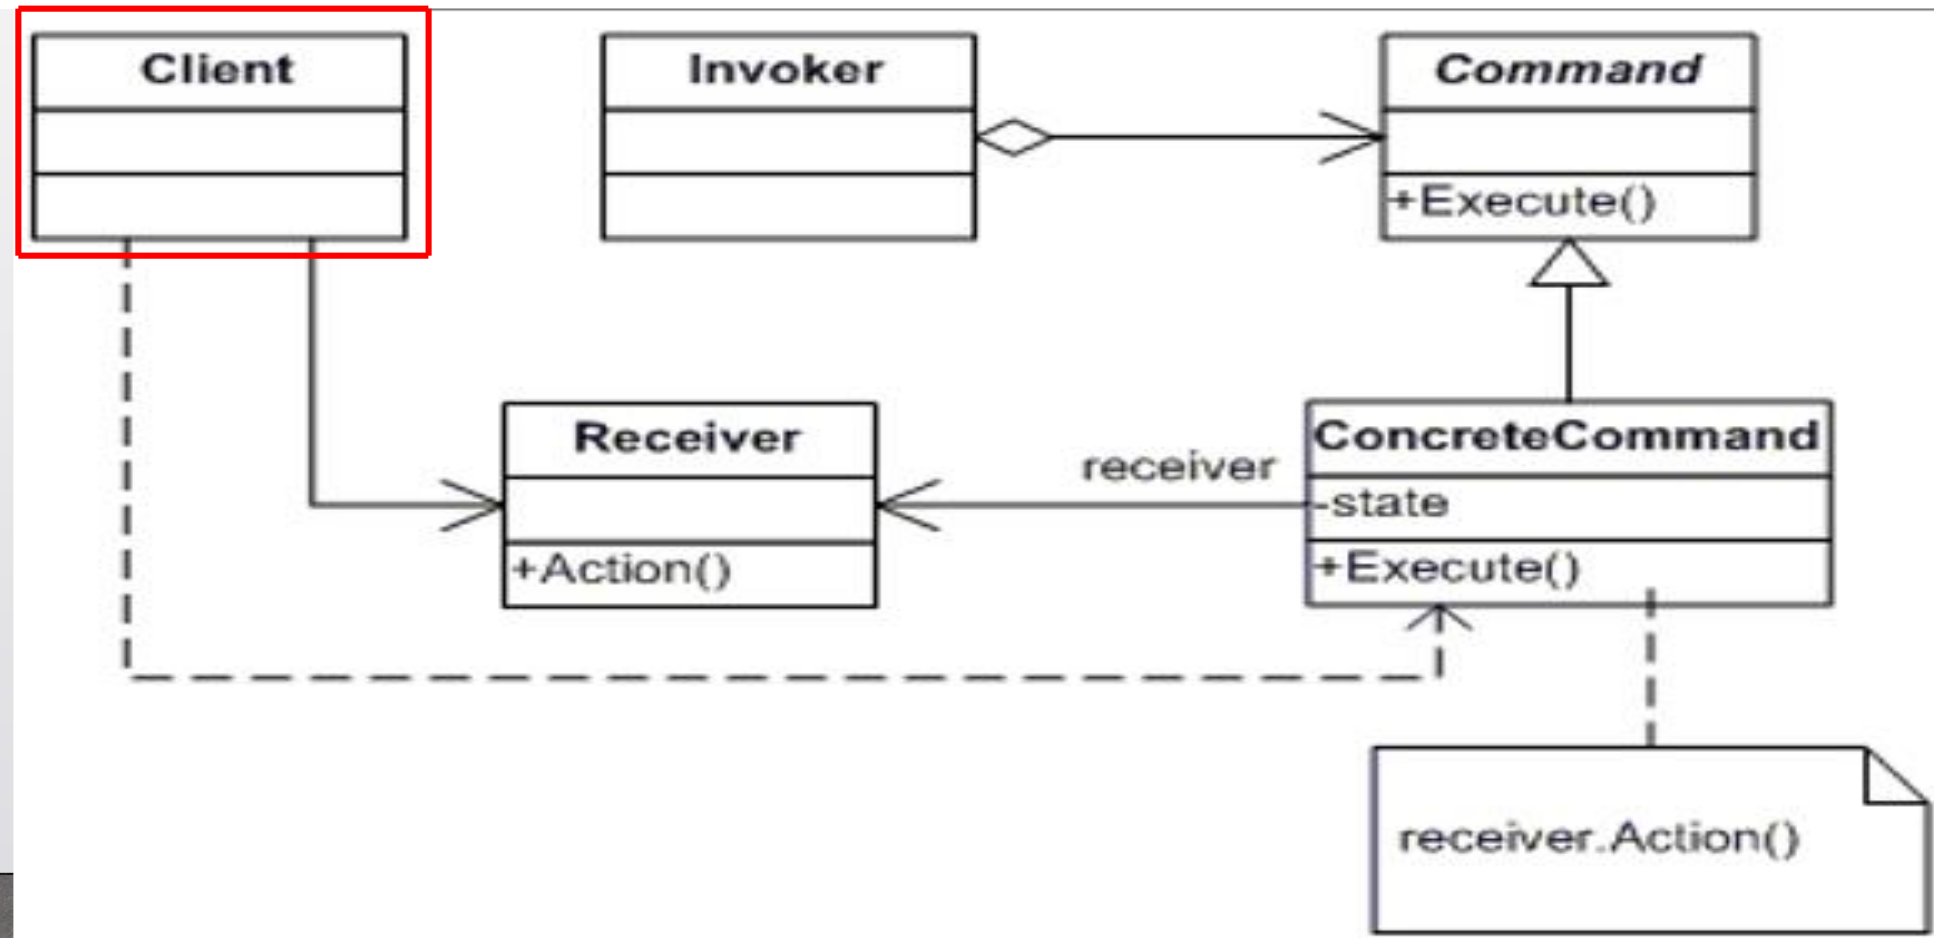 Client
Invoker
Command
+Execute()
Receiver
+Action()
receiver
ConcreteCommand
-state
+Execute()
receiver.Action()